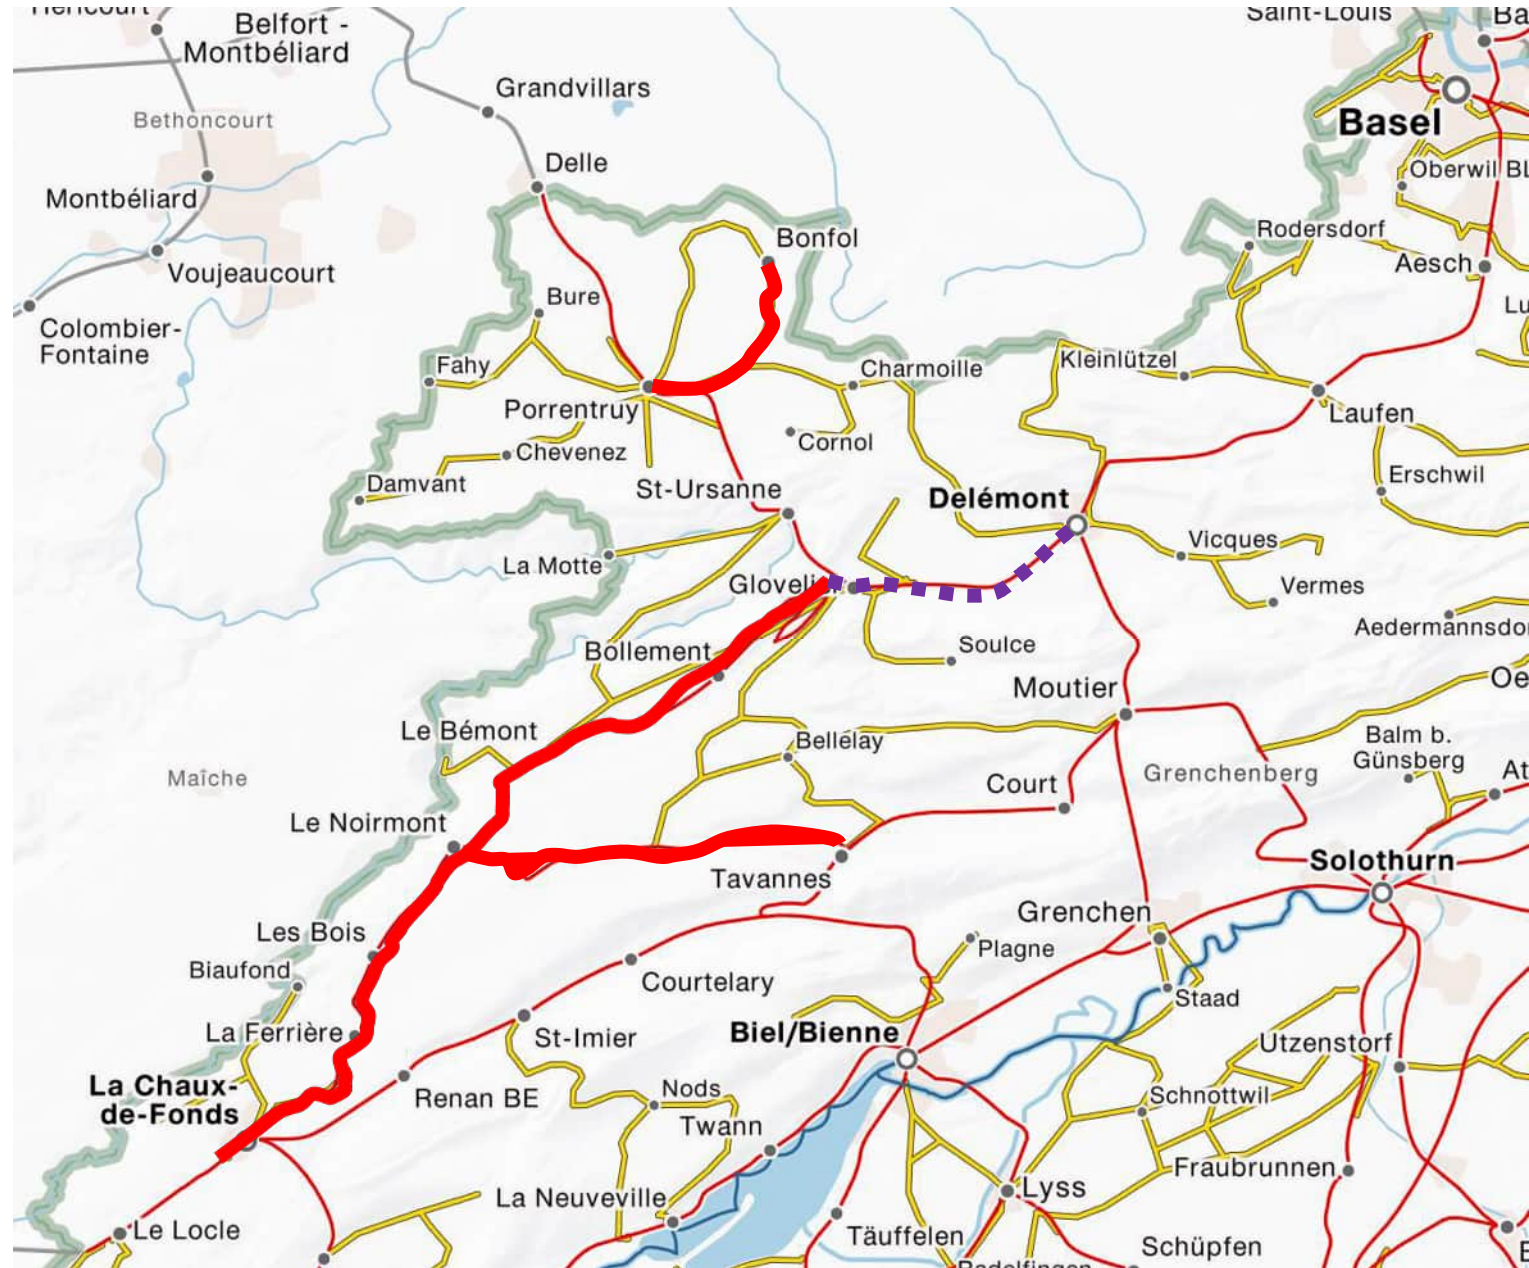 Belfort -
Montbéliard
Saint-Louis
Grandvillars
Bethoncourt
Basel
Delle
Oberwil BL
Montbéliard
Bonfol
Rodersdorf
Voujeaucourt
Aesch
Bure
Colombier-
Fontaine
Fahy
Charmoille
Kleinlützel
Porrentruy
Laufen
Cornol
Chevenez
Damvant
St-Ursanne
Delémont
Erschwil
La Motte
Vicques
Vermes
Soulce
Bollement
Moutier
Le Bémont
Bellelay
Balm b.
Günsberg
Maîche
Court
Grenchenberg
Le Noirmont
Solothurn
Tavannes
Grenchen
Les Bois
Plagne
Biaufond
Courtelary
Staad
La Ferrière
St-Imier
Biel/Bienne
Utzenstorf
La Chaux-
de-Fonds
Renan BE
Nods
Schnottwil
Twann
Fraubrunnen
La Neuveville
Lyss
Le Locle
Täuffelen
Schüpfen